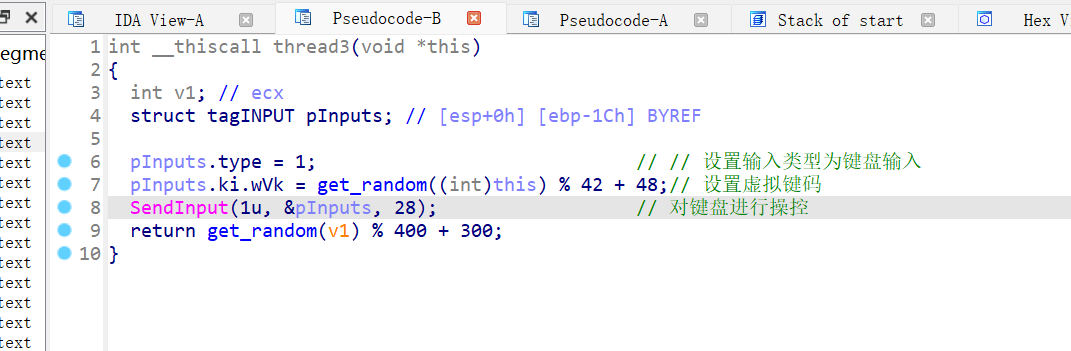 IDA View-A Pseudocode-B Pseudocode-A Stack of start Hex V
egme
text
text
text
text
text
text
text
text
text
text
text
text
text
text
1 int __thiscall thread3(void *this)
2 {
3 int v1; // ecx
4 struct tagINPUT pInputs; // [esp+0h] [ebp-1Ch] BYREF
5
6 pInputs.type = 1; // // 设置输入类型为键盘输入
7 pInputs.ki.wVk = get_random((int)this) % 42 + 48;// 设置虚拟键码
8 SendInput(1u, &pInputs, 28); // 对键盘进行操控
9 return get_random(v1) % 400 + 300;
10 }